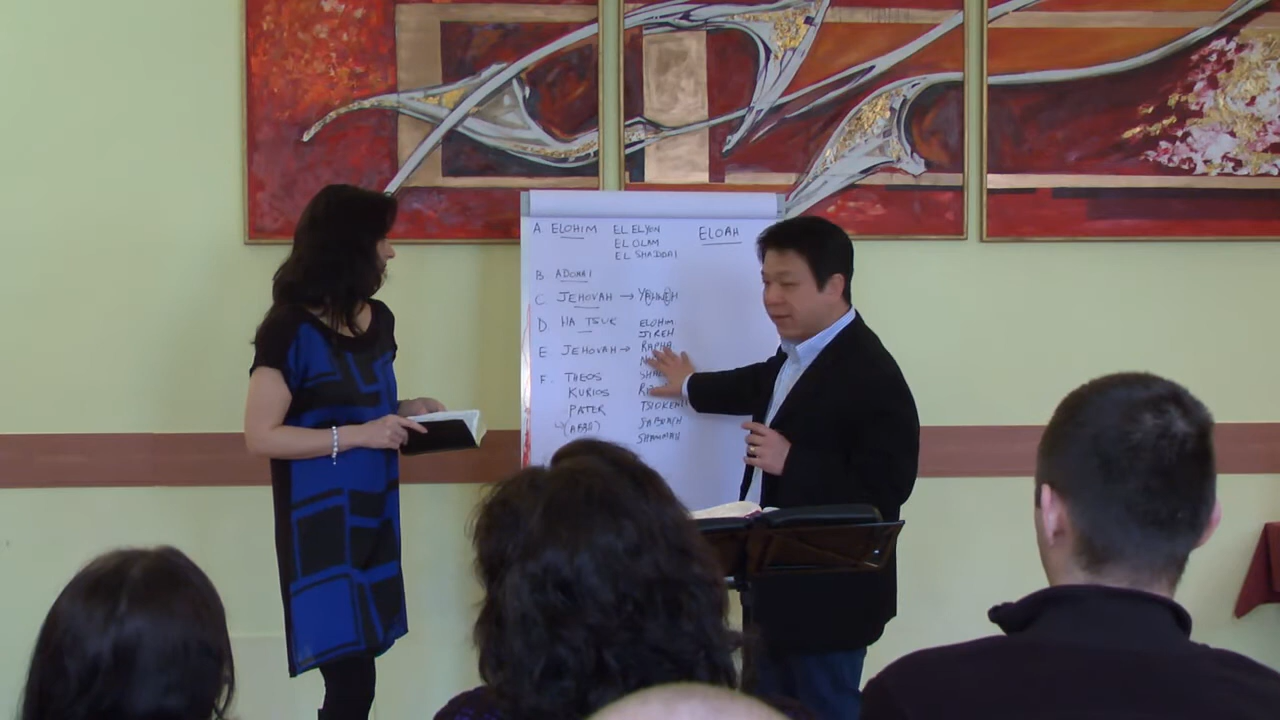 A ELOHIM EL ELYON ELOAH
EL OLAM
EL SHADDAI
B ADONAI
C JEHOVAH → YAHWEH
D HA TSUR ELOHIM
JIREH
E JEHOVAH → RAPHA
F. THEOS
KURIOS
PATER TSIDKENU
(ABBA) SABAOTH
SHAMMAH